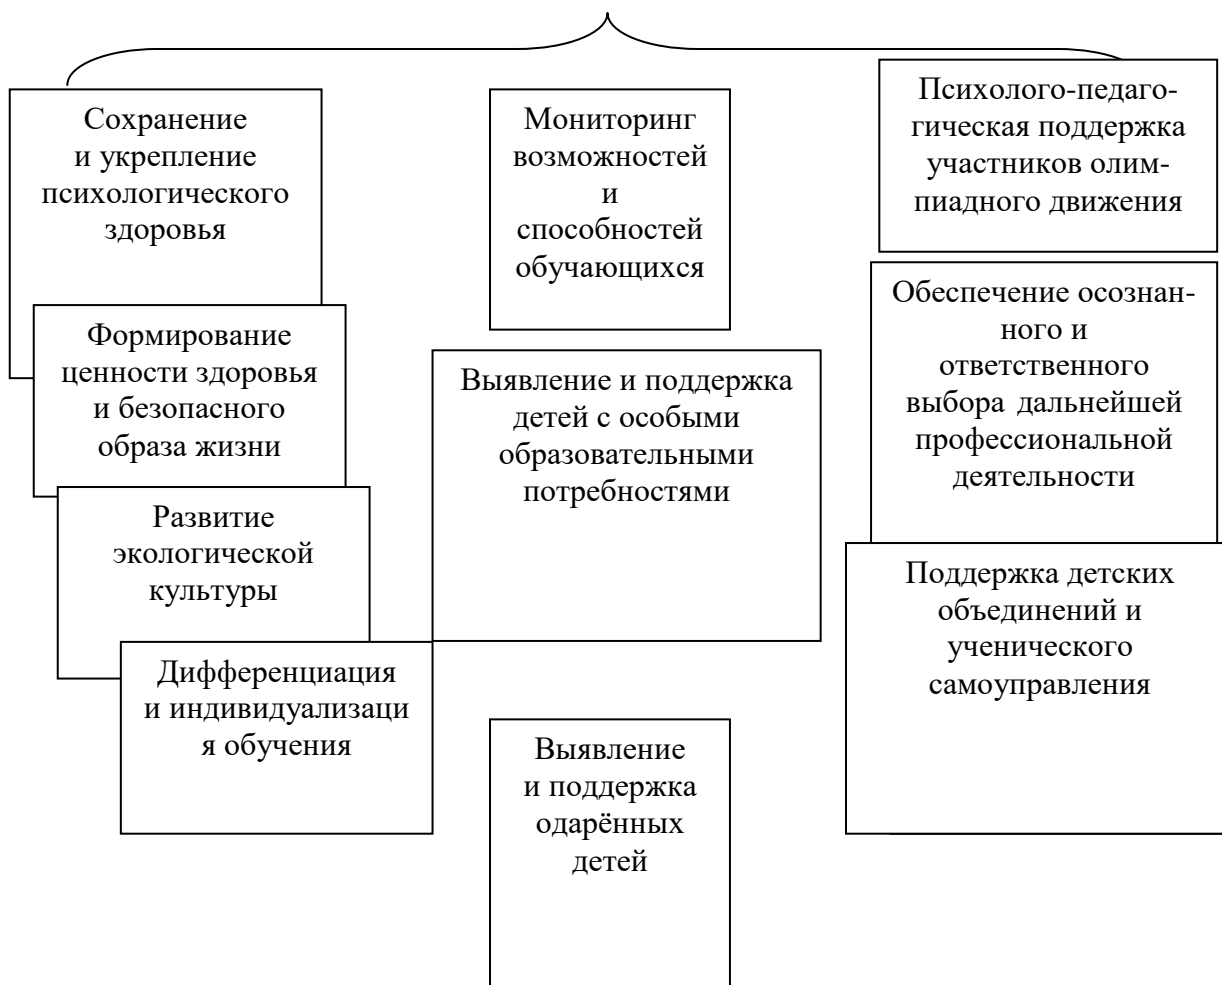 Сохранение
и укрепление
психологического
здоровья
Формирование
ценности здоровья
и безопасного
образа жизни
Развитие
экологической
культуры
Дифференциация
и индивидуализаци
я обучения
Мониторинг
возможностей
и
способностей
обучающихся
Выявление и поддержка
детей с особыми
образовательными
потребностями
Выявление
и поддержка
одарённых
детей
Психолого-педаго-
гическая поддержка
участников олим-
пиадного движения
Обеспечение осознан-
ного и
ответственного
выбора дальнейшей
профессиональной
деятельности
Поддержка детских
объединений и
ученического
самоуправления